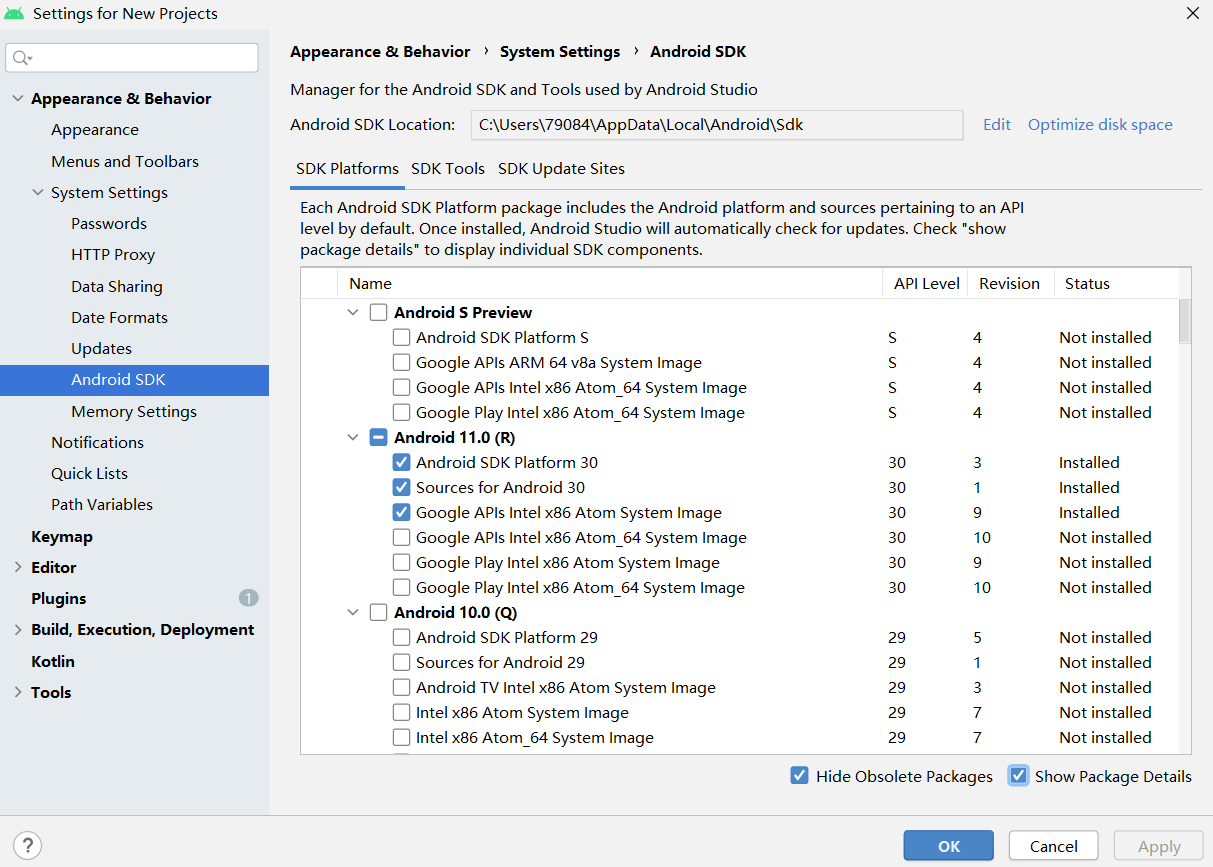 Settings for New Projects
Appearance & Behavior
Appearance
Menus and Toolbars
System Settings
Passwords
HTTP Proxy
Data Sharing
Date Formats
Updates
Android SDK
Memory Settings
Notifications
Quick Lists
Path Variables
Keymap
Editor
Plugins 1
Build, Execution, Deployment
Kotlin
Tools
Appearance & Behavior › System Settings › Android SDK
Manager for the Android SDK and Tools used by Android Studio
Android SDK Location: C:\Users\79084\AppData\Local\Android\Sdk Edit Optimize disk space
SDK Platforms SDK Tools SDK Update Sites
Each Android SDK Platform package includes the Android platform and sources pertaining to an API
level by default. Once installed, Android Studio will automatically check for updates. Check "show
package details" to display individual SDK components.
Name API Level Revision Status
Android S Preview
Android SDK Platform S S 4 Not installed
Google APIs ARM 64 v8a System Image S 4 Not installed
Google APIs Intel x86 Atom_64 System Image S 4 Not installed
Google Play Intel x86 Atom_64 System Image S 4 Not installed
Android 11.0 (R)
Android SDK Platform 30 30 3 Installed
Sources for Android 30 30 1 Installed
Google APIs Intel x86 Atom System Image 30 9 Installed
Google APIs Intel x86 Atom_64 System Image 30 10 Not installed
Google Play Intel x86 Atom System Image 30 9 Not installed
Google Play Intel x86 Atom_64 System Image 30 10 Not installed
Android 10.0 (Q)
Android SDK Platform 29 29 5 Not installed
Sources for Android 29 29 1 Not installed
Android TV Intel x86 Atom System Image 29 3 Not installed
Intel x86 Atom System Image 29 7 Not installed
Intel x86 Atom_64 System Image 29 7 Not installed
Hide Obsolete Packages Show Package Details
? OK Cancel Apply